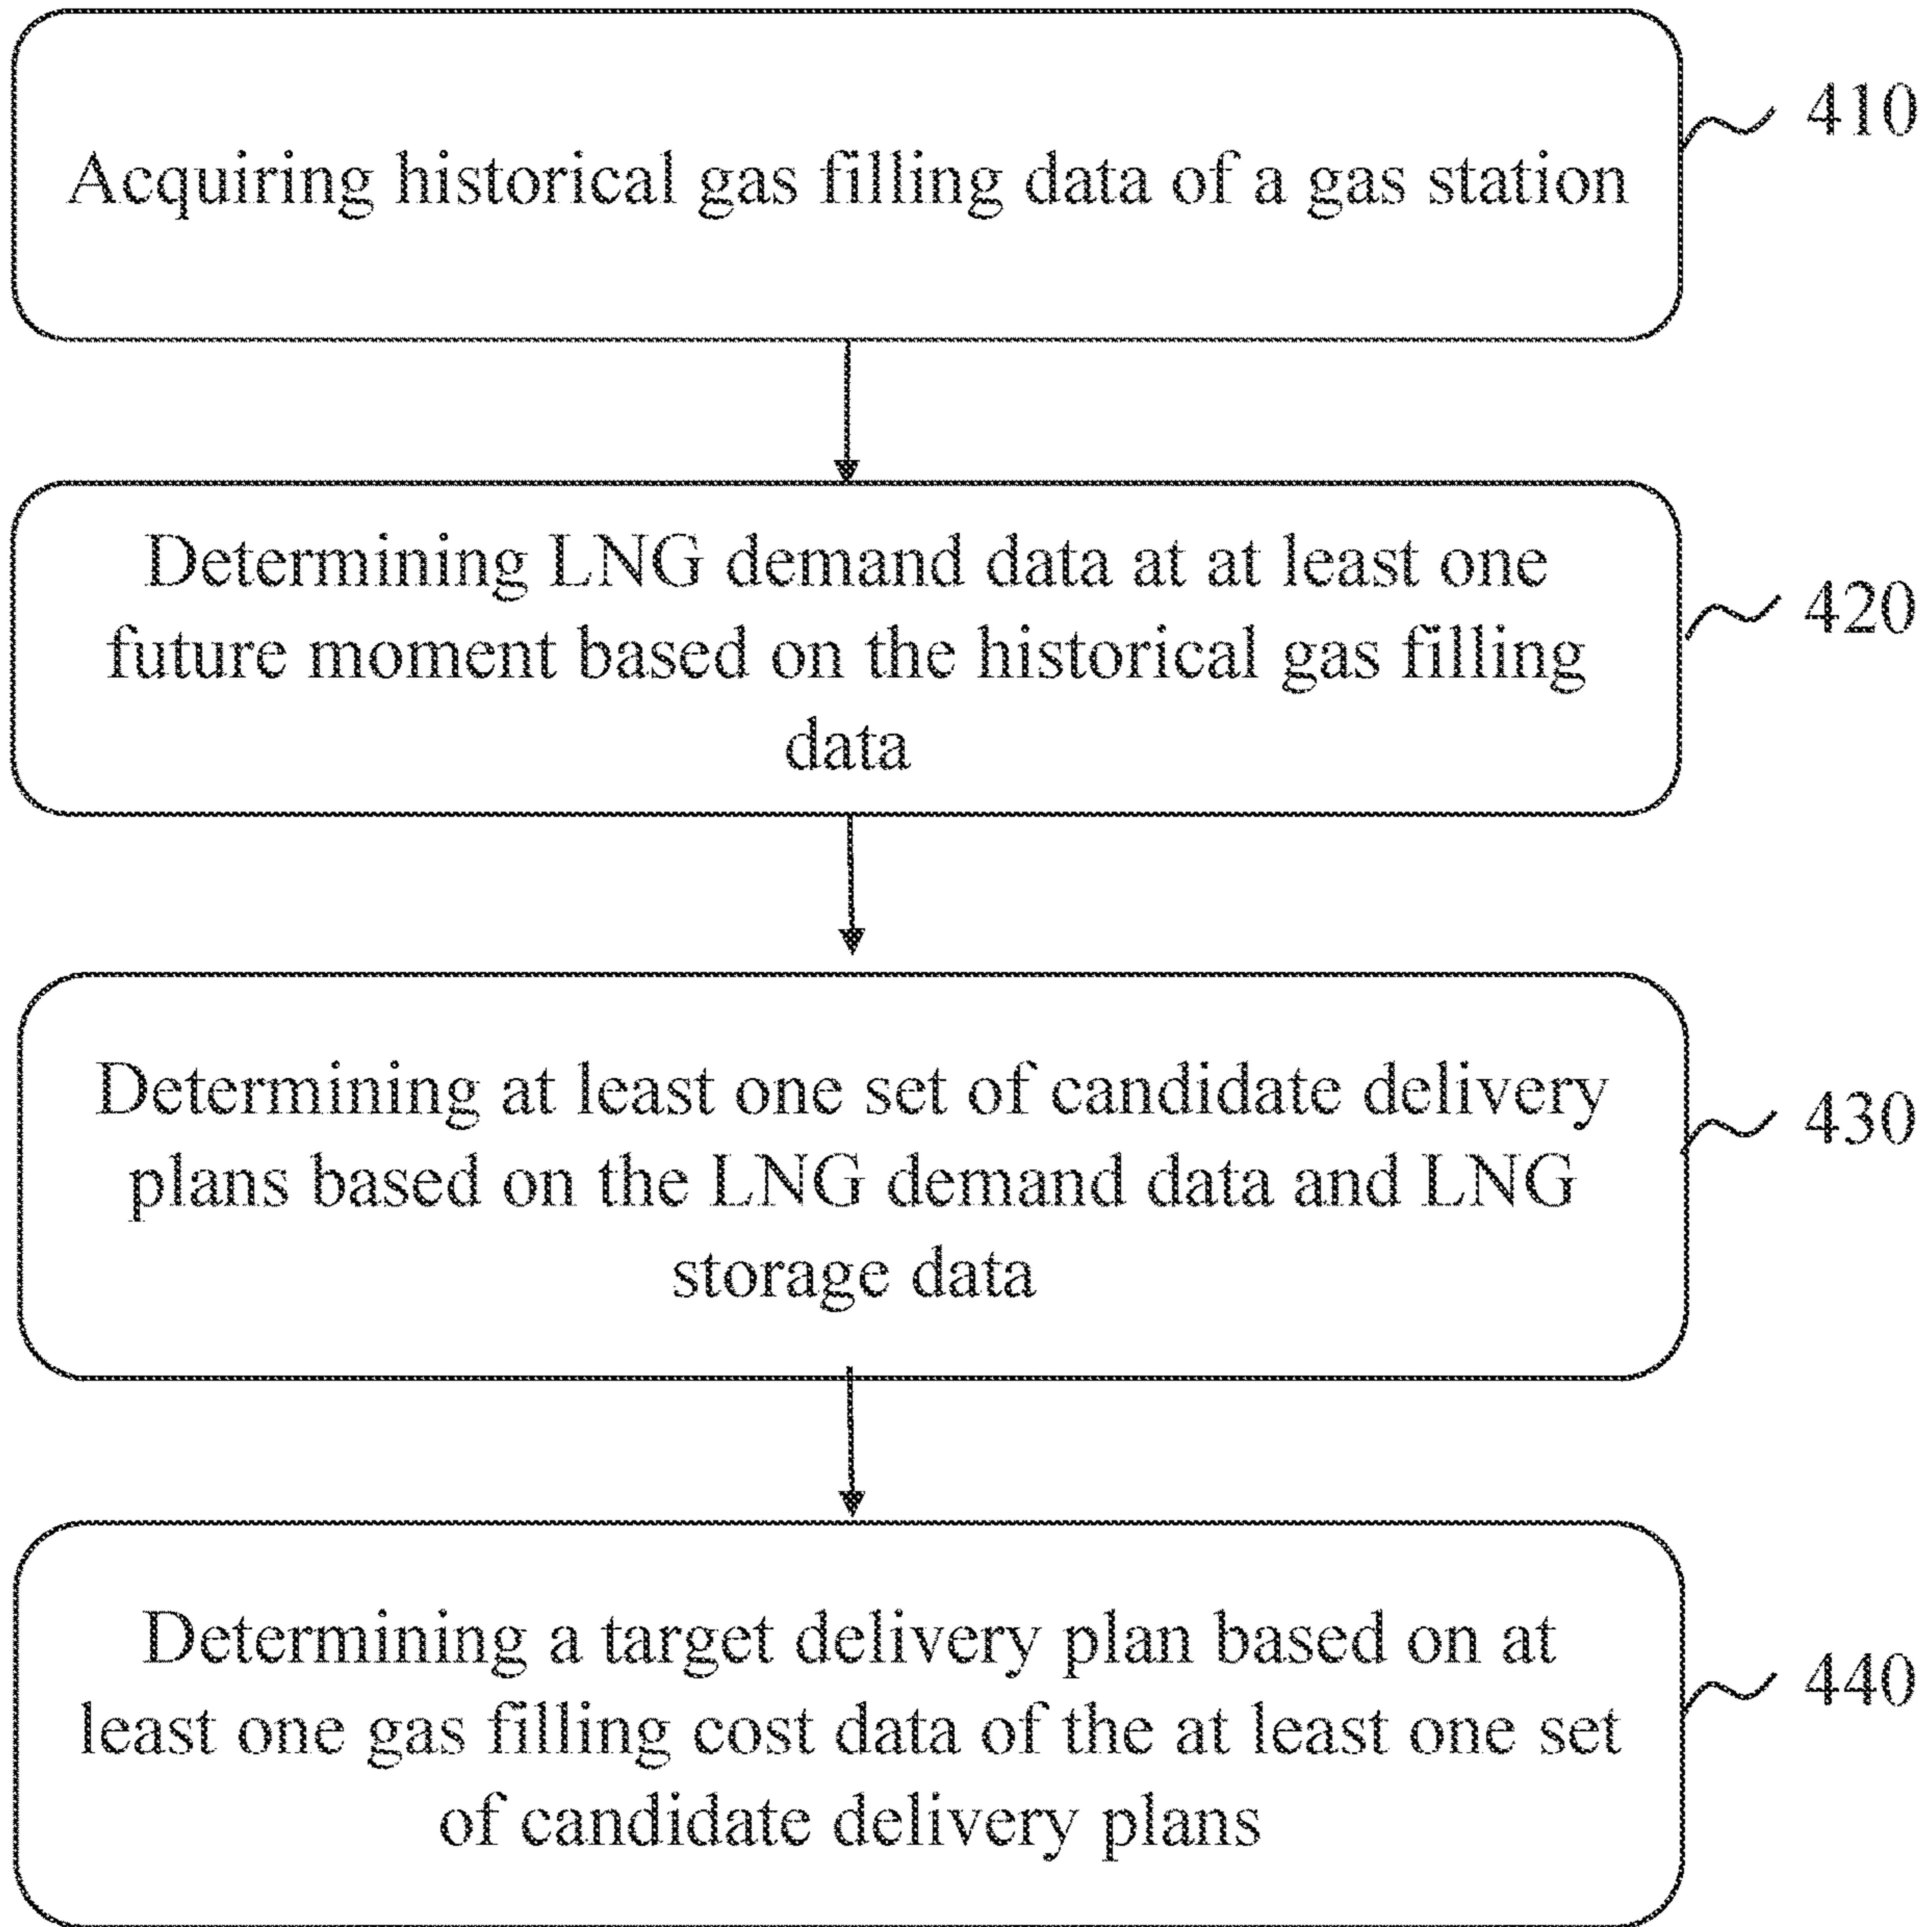 Acquiring historical gas filling data of a gas station
410
Determining LNG demand data at at least one
future moment based on the historical gas filling
data
420
Determining at least one set of candidate delivery
plans based on the LNG demand data and LNG
storage data
430
Determining a target delivery plan based on at
least one gas filling cost data of the at least one set
of candidate delivery plans
440